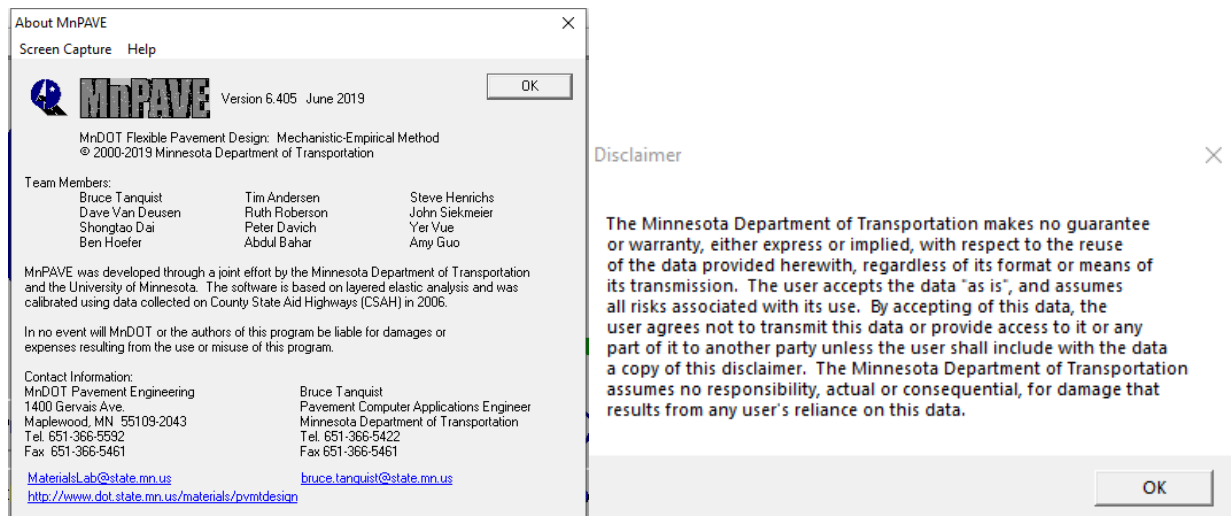 About MnPAVE
Screen Capture Help
MnPAVE
Version 6.405 June 2019
OK
MnDOT Flexible Pavement Design: Mechanistic-Empirical Method
© 2000-2019 Minnesota Department of Transportation
Team Members:
Bruce Tanquist Tim Andersen Steve Henrichs
Dave Van Deusen Ruth Roberson John Siekmeier
Shongtao Dai Peter Davich Yer Vue
Ben Hoefer Abdul Bahar Amy Guo
MnPAVE was developed through a joint effort by the Minnesota Department of Transportation
and the University of Minnesota. The software is based on layered elastic analysis and was
calibrated using data collected on County State Aid Highways (CSAH) in 2006.
In no event will MnDOT or the authors of this program be liable for damages or
expenses resulting from the use or misuse of this program.
Contact Information:
MnDOT Pavement Engineering
1400 Gervais Ave.
Maplewood, MN 55109-2043
Tel. 651-366-5592
Fax 651-366-5461
MaterialsLab@state.mn.us
Bruce Tanquist
Pavement Computer Applications Engineer
Minnesota Department of Transportation
Tel. 651-366-5422
Fax 651-366-5461
bruce.tanquist@state.mn.us
http://www.dot.state.mn.us/materials/pvmtdesign
Disclaimer
The Minnesota Department of Transportation makes no guarantee
or warranty, either express or implied, with respect to the reuse
of the data provided herewith, regardless of its format or means of
its transmission. The user accepts the data "as is", and assumes
all risks associated with its use. By accepting of this data, the
user agrees not to transmit this data or provide access to it or any
part of it to another party unless the user shall include with the data
a copy of this disclaimer. The Minnesota Department of Transportation
assumes no responsibility, actual or consequential, for damage that
results from any user's reliance on this data.
OK